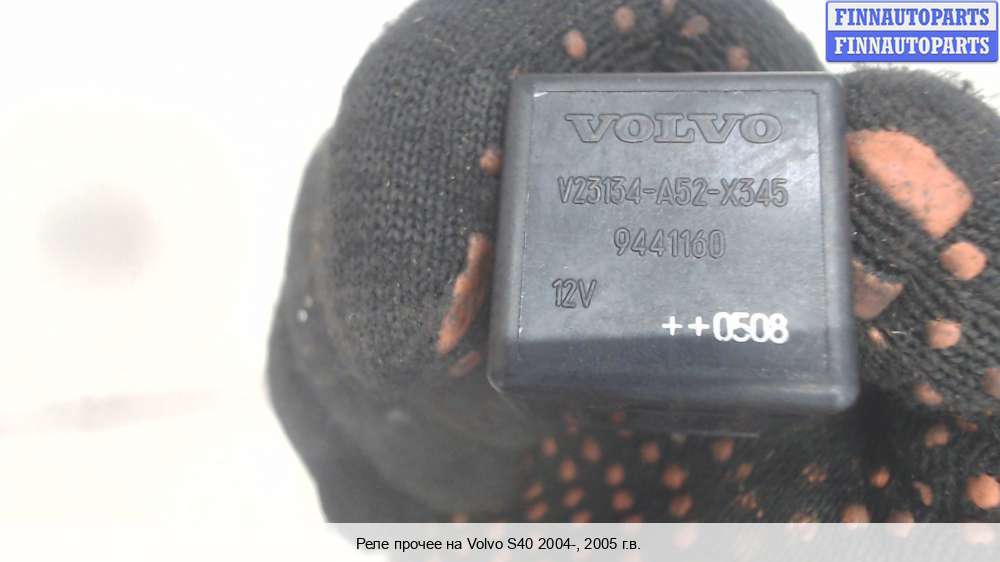 FINNAUTOPARTS
FINNAUTOPARTS
VOLVO
V23134-A52-X345
9441160
12V
++0508
Реле прочее на Volvo S40 2004-, 2005 г.в.